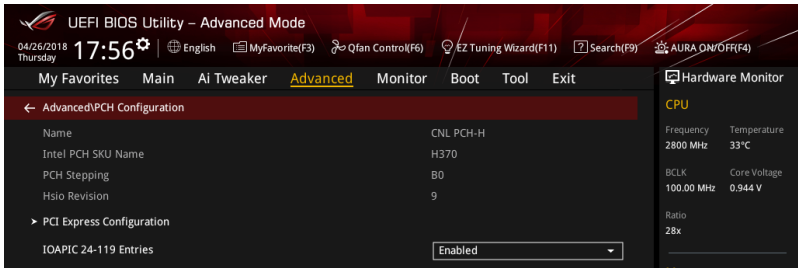 UEFI BIOS Utility – Advanced Mode
04/26/2018 Thursday 17:56 English MyFavorite(F3) Qfan Control(F6) EZ Tuning Wizard(F11) Search(F9) AURA ON/OFF(F4)
My Favorites Main Ai Tweaker Advanced Monitor Boot Tool Exit
Hardware Monitor
← Advanced\PCH Configuration
Name CNL PCH-H
Intel PCH SKU Name H370
PCH Stepping B0
Hsio Revision 9
> PCI Express Configuration
IOAPIC 24-119 Entries Enabled
CPU
Frequency Temperature
2800 MHz 33°C
BCLK Core Voltage
100.00 MHz 0.944 V
Ratio
28x